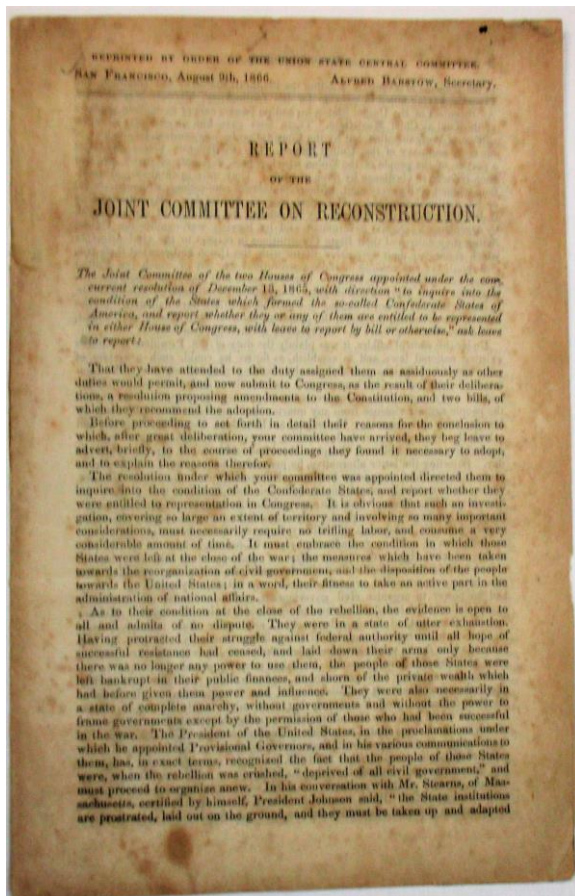 REPRINTED BY ORDER OF THE UNION STATE CENTRAL COMMITTEE.
SAN FRANCISCO, August 9th, 1866. ALFRED BARSTOW, Secretary.
REPORT
OF THE
JOINT COMMITTEE ON RECONSTRUCTION.
The Joint Committee of the two Houses of Congress appointed under the con-
current resolution of December 13, 1865, with direction "to inquire into the
condition of the States which formed the so-called Confederate States of
America, and report whether they or any of them are entitled to be represented
in either House of Congress, with leave to report by bill or otherwise," ask leave
to report:
That they have attended to the duty assigned them as assiduously as other
duties would permit, and now submit to Congress, as the result of their delibera-
tions, a resolution proposing amendments to the Constitution, and two bills, of
which they recommend the adoption.
Before proceeding to set forth in detail their reasons for the conclusion to
which, after great deliberation, your committee have arrived, they beg leave to
advert, briefly, to the course of proceedings they found it necessary to adopt,
and to explain the reasons therefor.
The resolution under which your committee was appointed directed them to
inquire into the condition of the Confederate States, and report whether they
were entitled to representation in Congress. It is obvious that such an investi-
gation, covering so large an extent of territory and involving so many important
considerations, must necessarily require no trifling labor, and consume a very
considerable amount of time. It must embrace the condition in which those
States were left at the close of the war; the measures which have been taken
towards the reorganization of civil government, and the disposition of the people
towards the United States; in a word, their fitness to take an active part in the
administration of national affairs.
As to their condition at the close of the rebellion, the evidence is open to
all and admits of no dispute. They were in a state of utter exhaustion.
Having protracted their struggle against federal authority until all hope of
successful resistance had ceased, and laid down their arms only because
there was no longer any power to use them, the people of those States were
left bankrupt in their public finances, and shorn of the private wealth which
had before given them power and influence. They were also necessarily in
a state of complete anarchy, without governments and without the power to
frame governments except by the permission of those who had been successful
in the war. The President of the United States, in the proclamations under
which he appointed Provisional Governors, and in his various communications to
them, has, in exact terms, recognized the fact that the people of those States
were, when the rebellion was crushed, "deprived of all civil government," and
must proceed to organize anew. In his conversation with Mr. Stearns, of Mas-
sachusetts, certified by himself, President Johnson said, "the State institutions
are prostrated, laid out on the ground, and they must be taken up and adapted